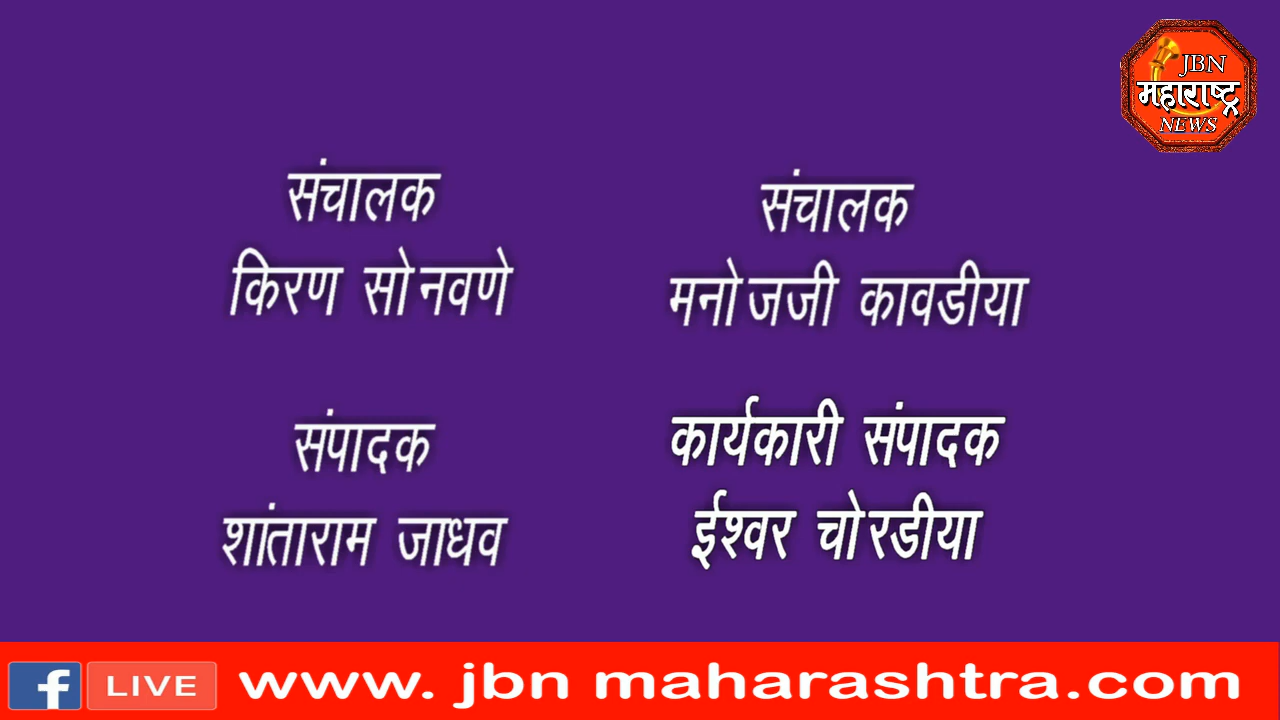 JBN
महाराष्ट्र
NEWS
संचालक
किरण सोनवणे
संचालक
मनोजजी कावडीया
संपादक
शांताराम जाधव
कार्यकारी संपादक
ईश्वर चोरडीया
f LIVE www. jbn maharashtra.com